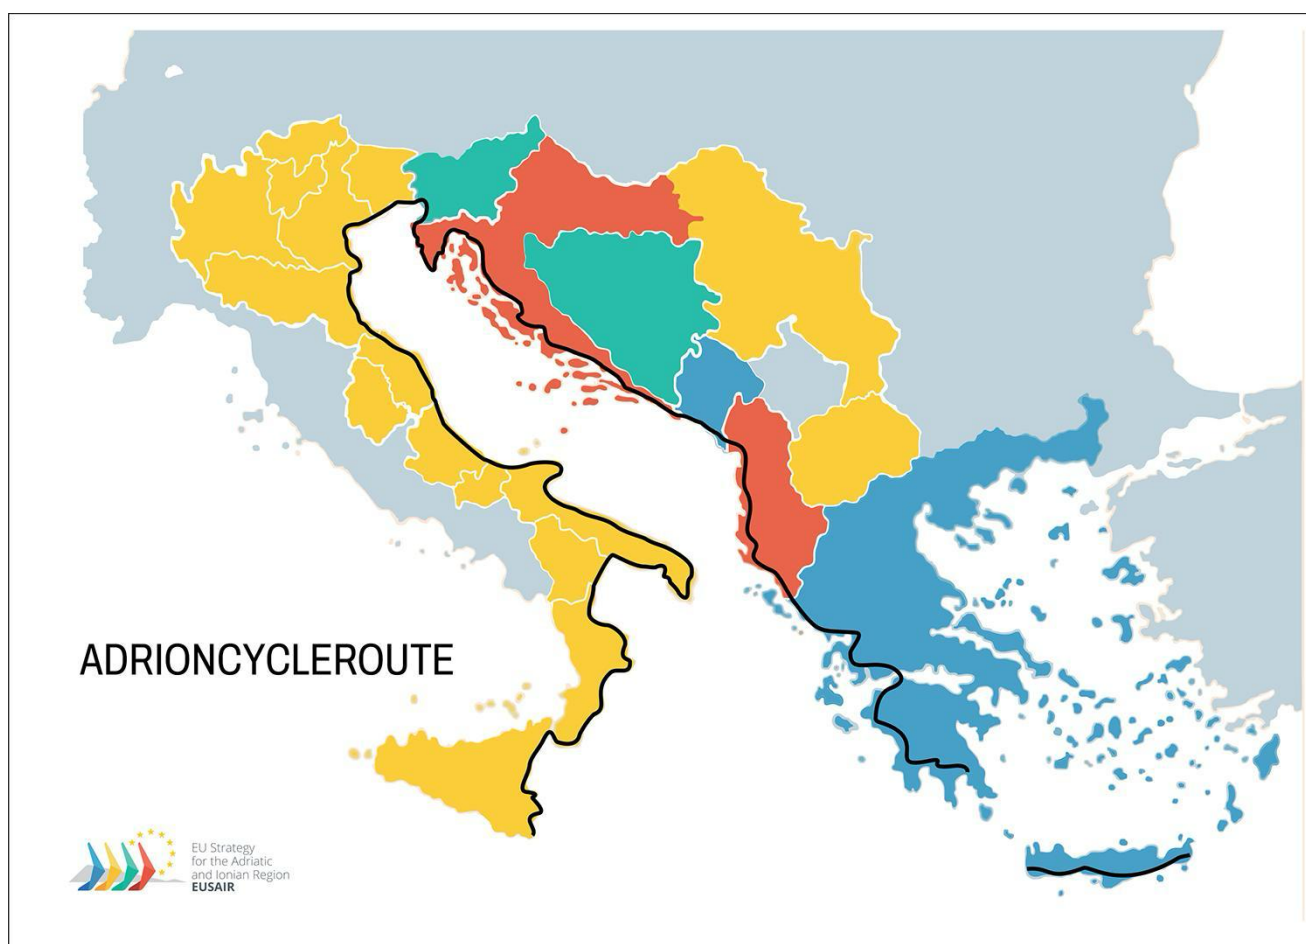 ADRIONCYCLEROUTE
EU Strategy
for the Adriatic
and Ionian Region
EUSAIR